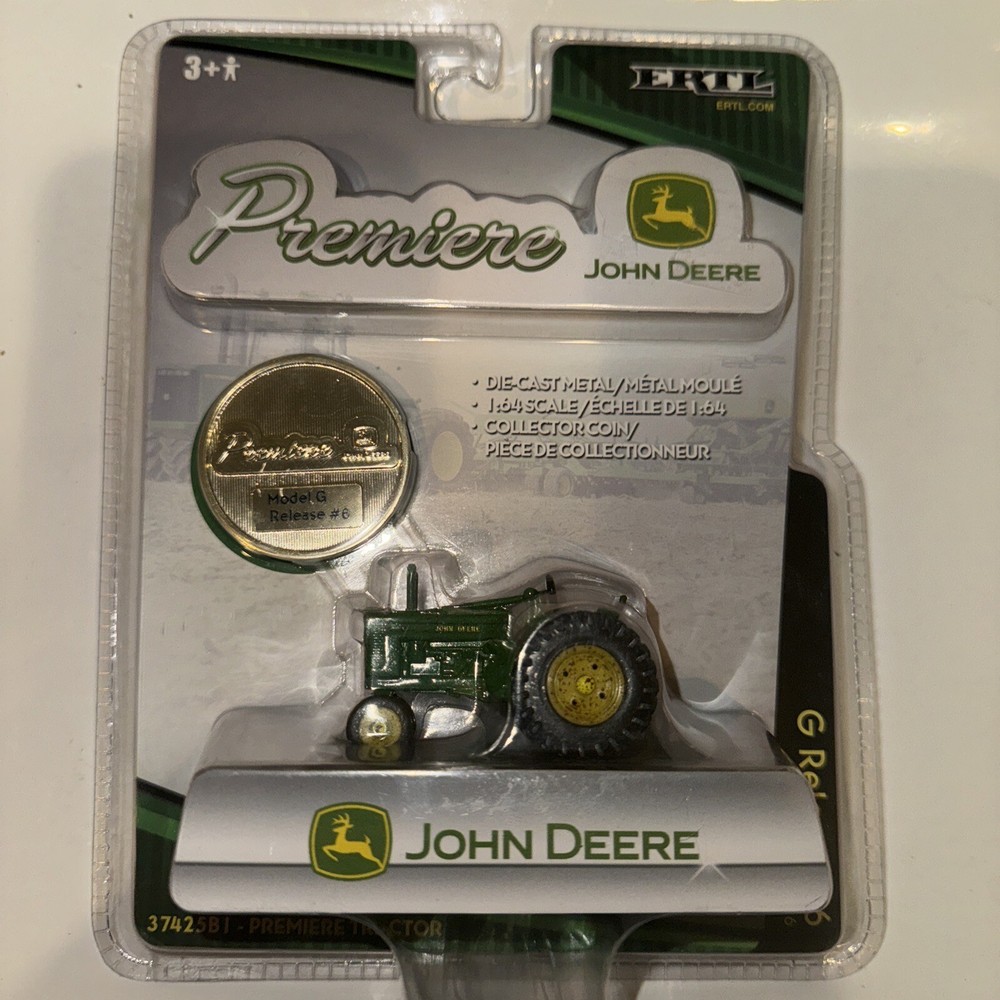 3+
ERTL
ERTL.COM
Premiere
JOHN DEERE
• DIE-CAST METAL/MÉTAL MOULÉ
• 1:64 SCALE/ÉCHELLE DE 1:64
• COLLECTOR COIN/
PIÈCE DE COLLECTIONNEUR
Premiere
Model G
Release #6
JOHN DEERE
G
JOHN DEERE
37425B1 - PREMIERE TRACTOR